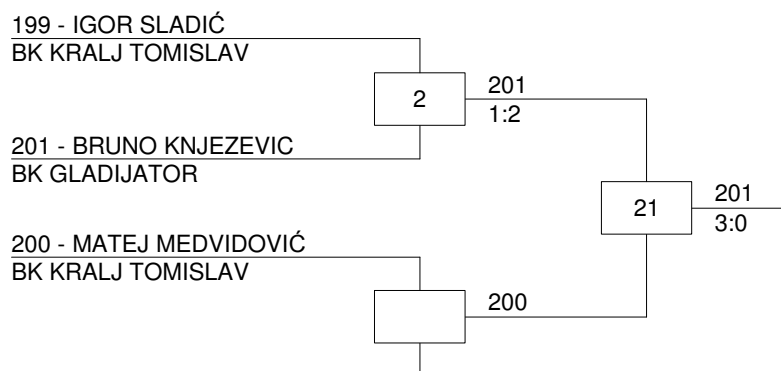 199 - IGOR SLADIĆ
BK KRALJ TOMISLAV
2
201
1:2
201 - BRUNO KNJEZEVIC
BK GLADIJATOR
21
201
3:0
200 - MATEJ MEDVIDOVIĆ
BK KRALJ TOMISLAV
200